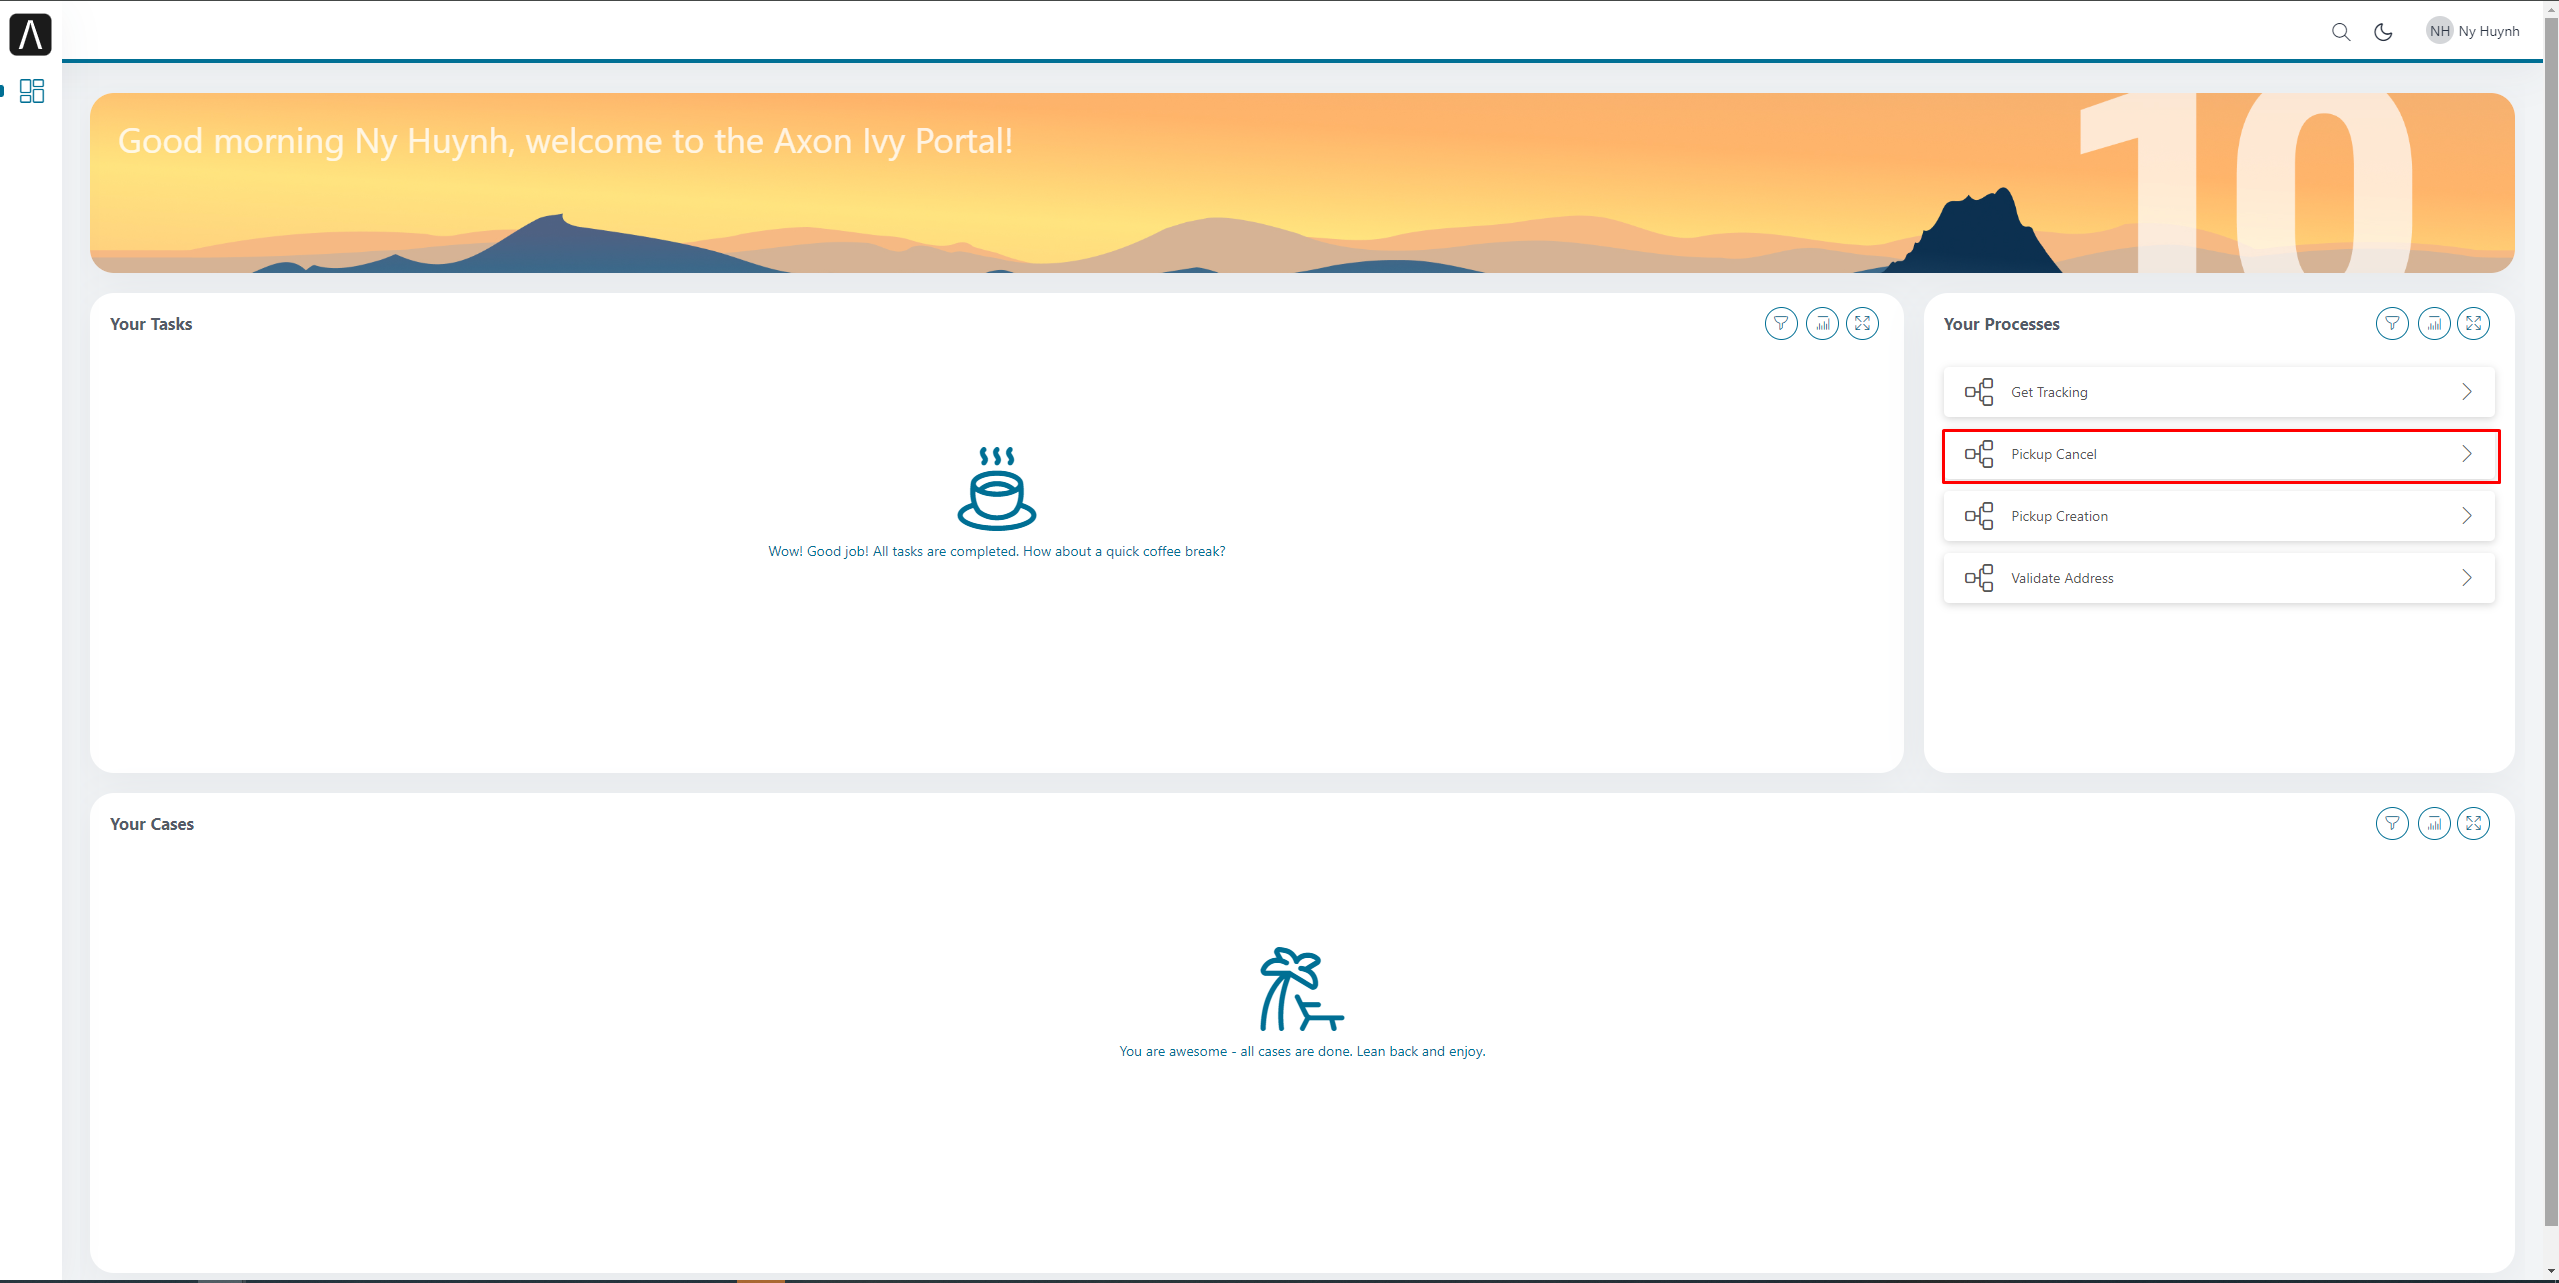 NH Ny Huynh
Good morning Ny Huynh, welcome to the Axon Ivy Portal!
10
Your Tasks
Wow! Good job! All tasks are completed. How about a quick coffee break?
Your Processes
Get Tracking
Pickup Cancel
Pickup Creation
Validate Address
Your Cases
You are awesome - all cases are done. Lean back and enjoy.